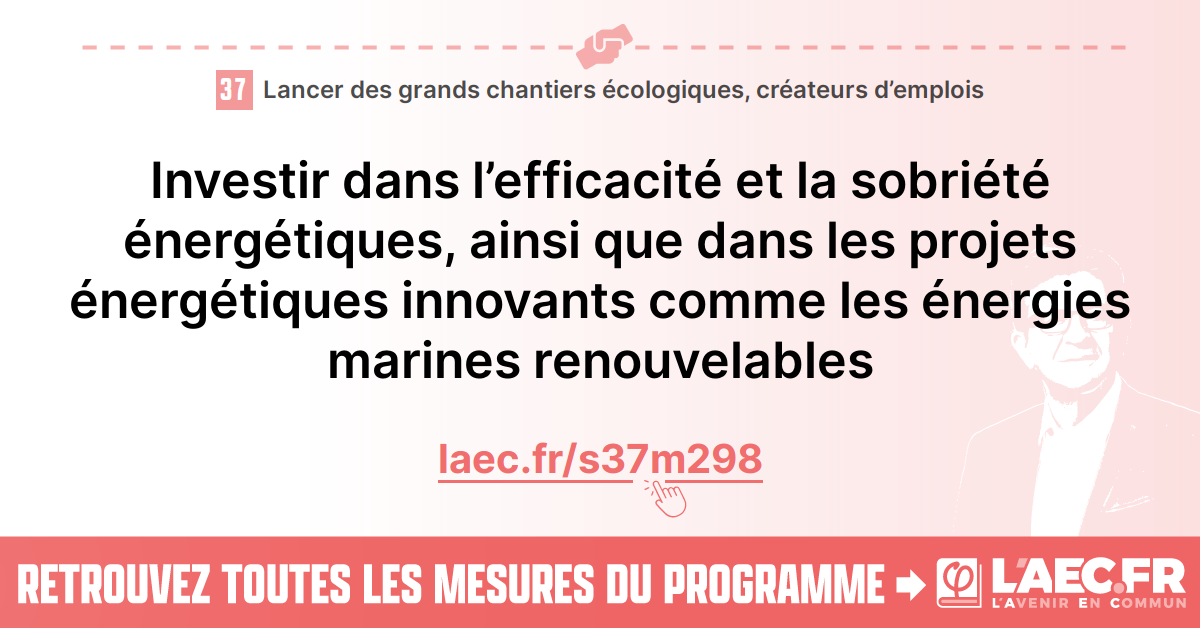 37 Lancer des grands chantiers écologiques, créateurs d’emplois
Investir dans l’efficacité et la sobriété
énergétiques, ainsi que dans les projets
énergétiques innovants comme les énergies
marines renouvelables
laec.fr/s37m298
RETROUVEZ TOUTES LES MESURES DU PROGRAMME
φ L'AEC.FR
L'AVENIR EN COMMUN